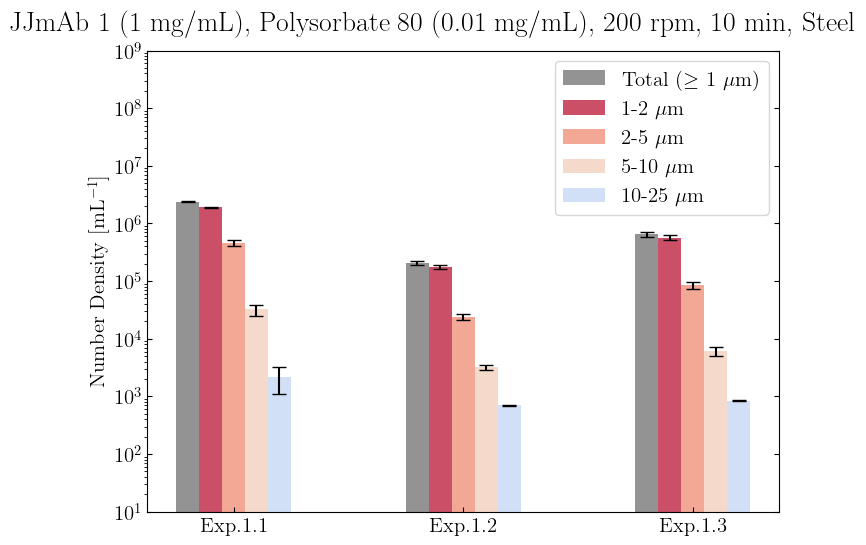 JJmAb 1 (1 mg/mL), Polysorbate 80 (0.01 mg/mL), 200 rpm, 10 min, Steel
Number Density [mL⁻¹]
10⁹
10⁸
10⁷
10⁶
10⁵
10⁴
10³
10²
10¹
Total (≥ 1 μm)
1-2 μm
2-5 μm
5-10 μm
10-25 μm
Exp.1.1
Exp.1.2
Exp.1.3